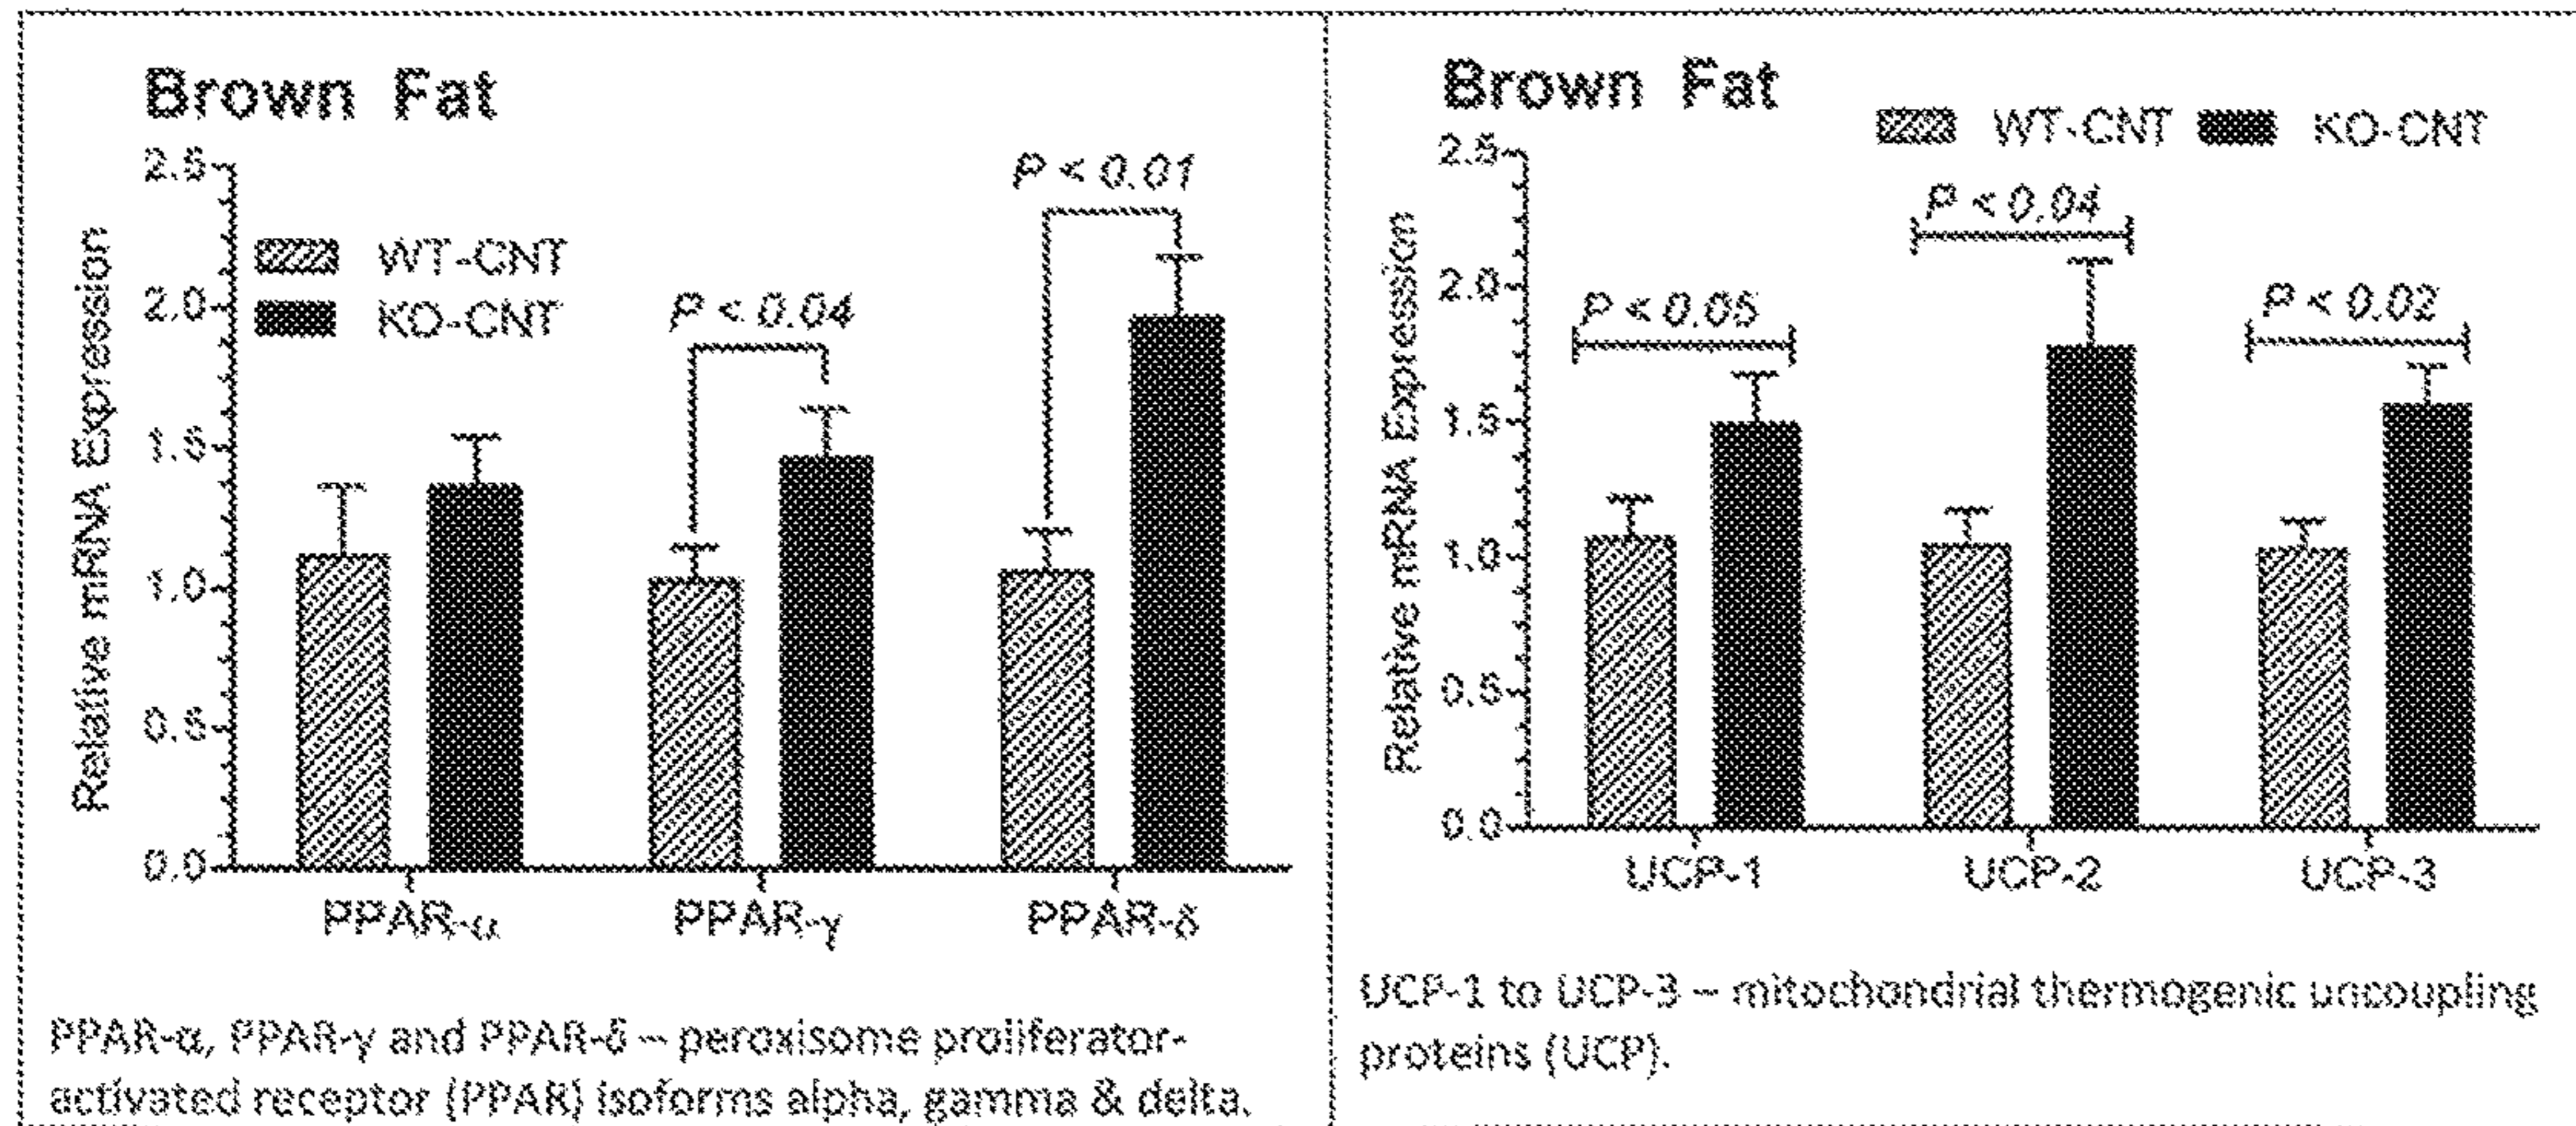 Brown Fat
2.5
2.0
1.5
1.0
0.5
0.0
Relative mRNA Expression
WT-CNT
KO-CNT
P < 0.04
P < 0.01
PPAR-α PPAR-γ PPAR-δ
PPAR-α, PPAR-γ and PPAR-δ – peroxisome proliferator-
activated receptor (PPAR) isoforms alpha, gamma & delta.
Brown Fat
WT-CNT KO-CNT
2.5
2.0
1.5
1.0
0.5
0.0
Relative mRNA Expression
P < 0.05
P < 0.04
P < 0.02
UCP-1 UCP-2 UCP-3
UCP-1 to UCP-3 – mitochondrial thermogenic uncoupling
proteins (UCP).